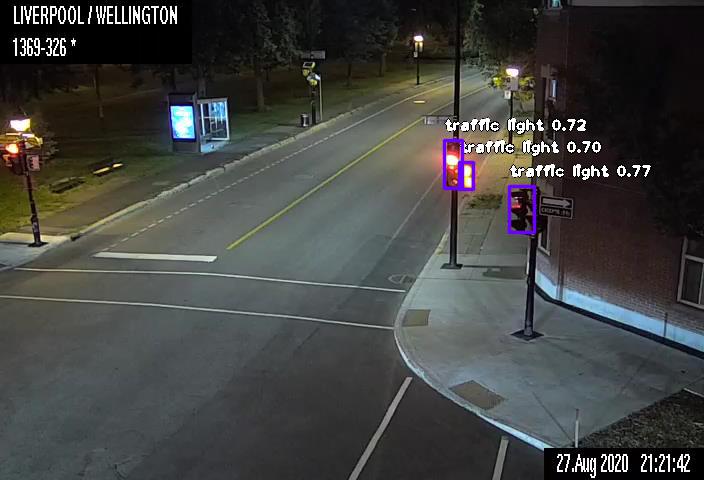 LIVERPOOL / WELLINGTON
1369-326 *
traffic light 0.72
traffic light 0.70
traffic light 0.77
27.Aug 2020 21:21:42